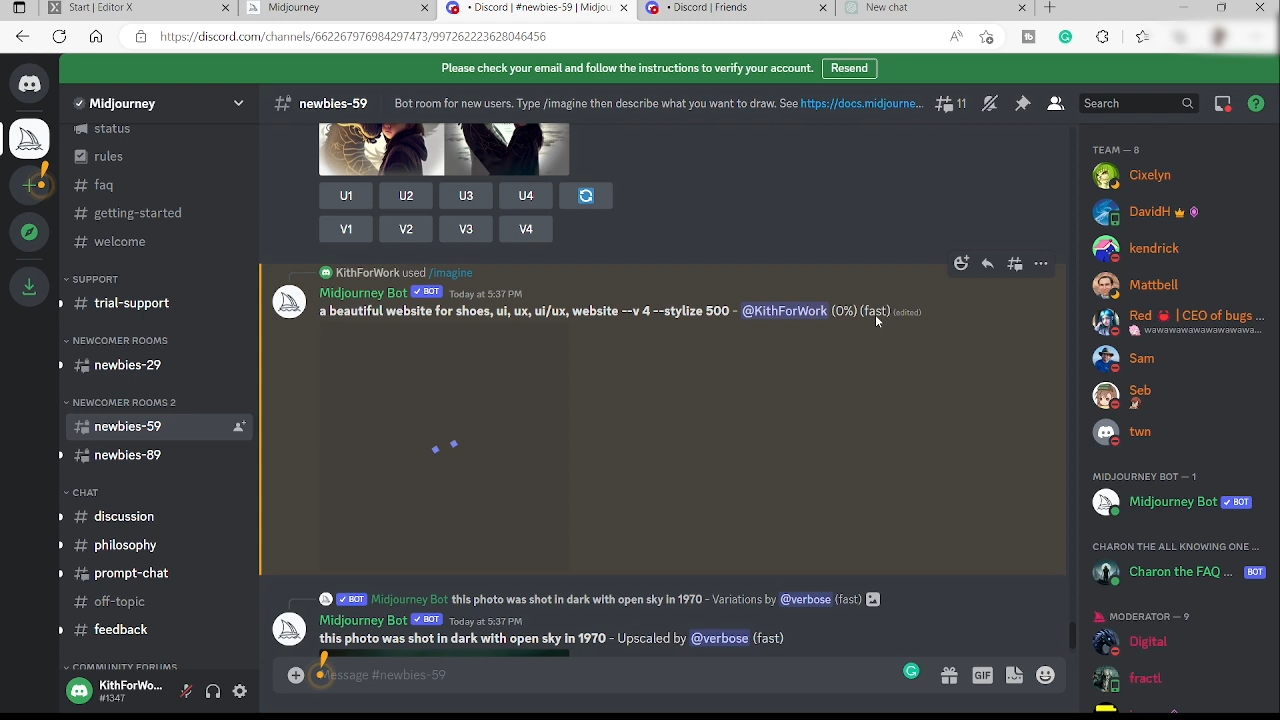 Start | Editor X
Midjourney
• Discord | #newbies-59 | Midjou
• Discord | Friends
New chat
https://discord.com/channels/662267976984297473/997262223628046456
Please check your email and follow the instructions to verify your account. Resend
Midjourney
newbies-59
Bot room for new users. Type /imagine then describe what you want to draw. See https://docs.midjourne...
11
Search
status
rules
faq
getting-started
welcome
SUPPORT
trial-support
NEWCOMER ROOMS
newbies-29
NEWCOMER ROOMS 2
newbies-59
newbies-89
CHAT
discussion
philosophy
prompt-chat
off-topic
feedback
COMMUNITY FORUMS
KithForWo...
#1347
U1 U2 U3 U4
V1 V2 V3 V4
KithForWork used /imagine
Midjourney Bot BOT Today at 5:37 PM
a beautiful website for shoes, ui, ux, ui/ux, website --v 4 --stylize 500 - @KithForWork (0%) (fast) (edited)
BOT Midjourney Bot this photo was shot in dark with open sky in 1970 - Variations by @verbose (fast)
Midjourney Bot BOT Today at 5:37 PM
this photo was shot in dark with open sky in 1970 - Upscaled by @verbose (fast)
Message #newbies-59
GIF
TEAM — 8
Cixelyn
DavidH
kendrick
Mattbell
Red | CEO of bugs ...
wawawawawawawawa...
Sam
Seb
twn
MIDJOURNEY BOT — 1
Midjourney Bot BOT
CHARON THE ALL KNOWING ONE ...
Charon the FAQ ... BOT
MODERATOR — 9
Digital
fractl